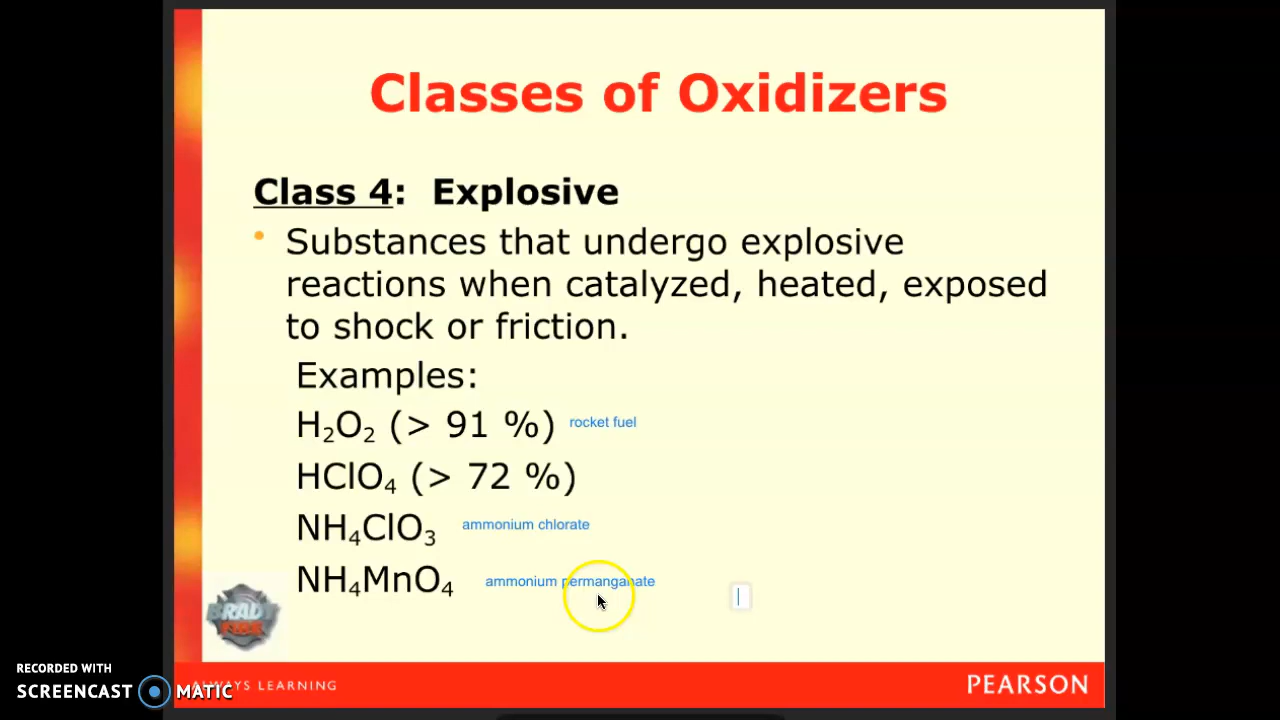 Classes of Oxidizers
Class 4: Explosive
• Substances that undergo explosive
reactions when catalyzed, heated, exposed
to shock or friction.
Examples:
H₂O₂ (> 91 %) rocket fuel
HClO₄ (> 72 %)
NH₄ClO₃ ammonium chlorate
NH₄MnO₄ ammonium permanganate
BRADY
FIRE
RECORDED WITH
SCREENCAST MATIC
ALWAYS LEARNING
PEARSON